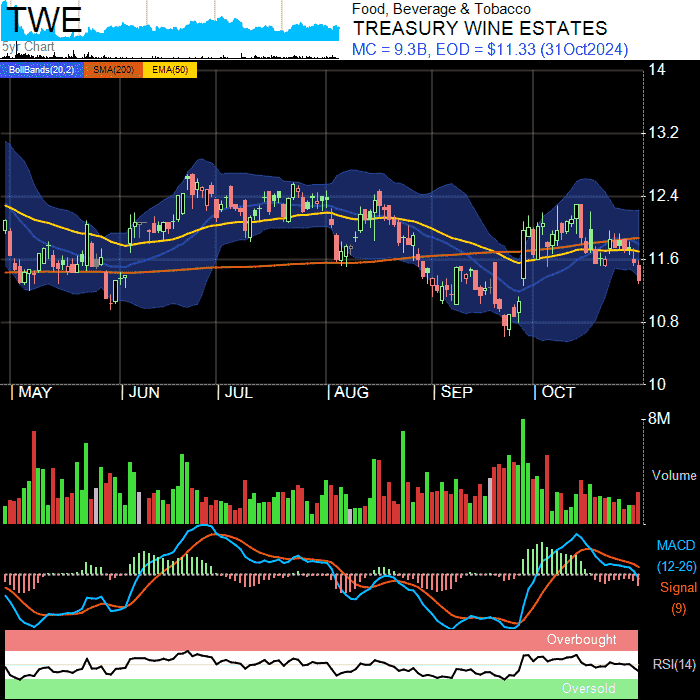 TWE
5yr Chart
Food, Beverage & Tobacco
TREASURY WINE ESTATES
MC = 9.3B, EOD = $11.33 (31Oct2024)
BollBands(20,2) SMA(200) EMA(50)
14
13.2
12.4
11.6
10.8
10
MAY JUN JUL AUG SEP OCT
8M
Volume
MACD
(12-26)
Signal
(9)
Overbought
RSI(14)
Oversold